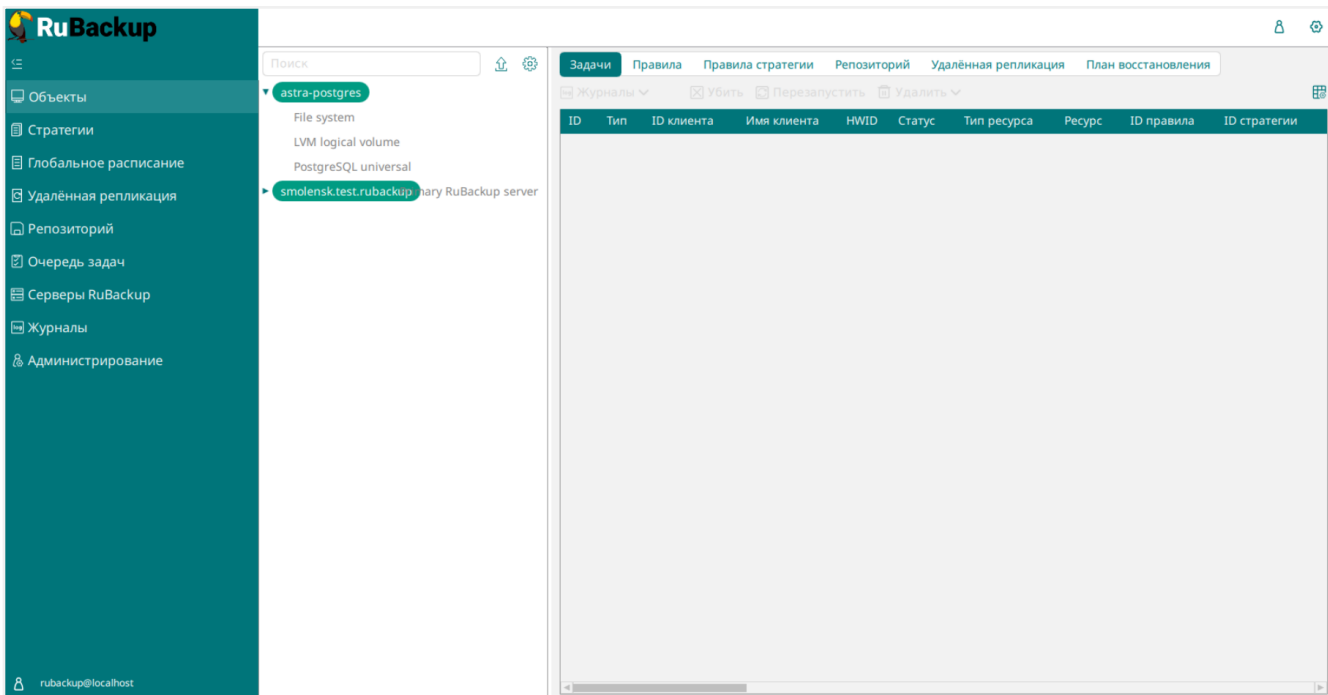 RuBackup
Объекты
Стратегии
Глобальное расписание
Удалённая репликация
Репозиторий
Очередь задач
Серверы RuBackup
Журналы
Администрирование
rubackup@localhost
Поиск
astra-postgres
File system
LVM logical volume
PostgreSQL universal
smolensk.test.rubackup RuBackup server
Задачи Правила Правила стратегии Репозиторий Удалённая репликация План восстановления
Журналы Убить Перезапустить Удалить
ID Тип ID клиента Имя клиента HWID Статус Тип ресурса Ресурс ID правила ID стратегии